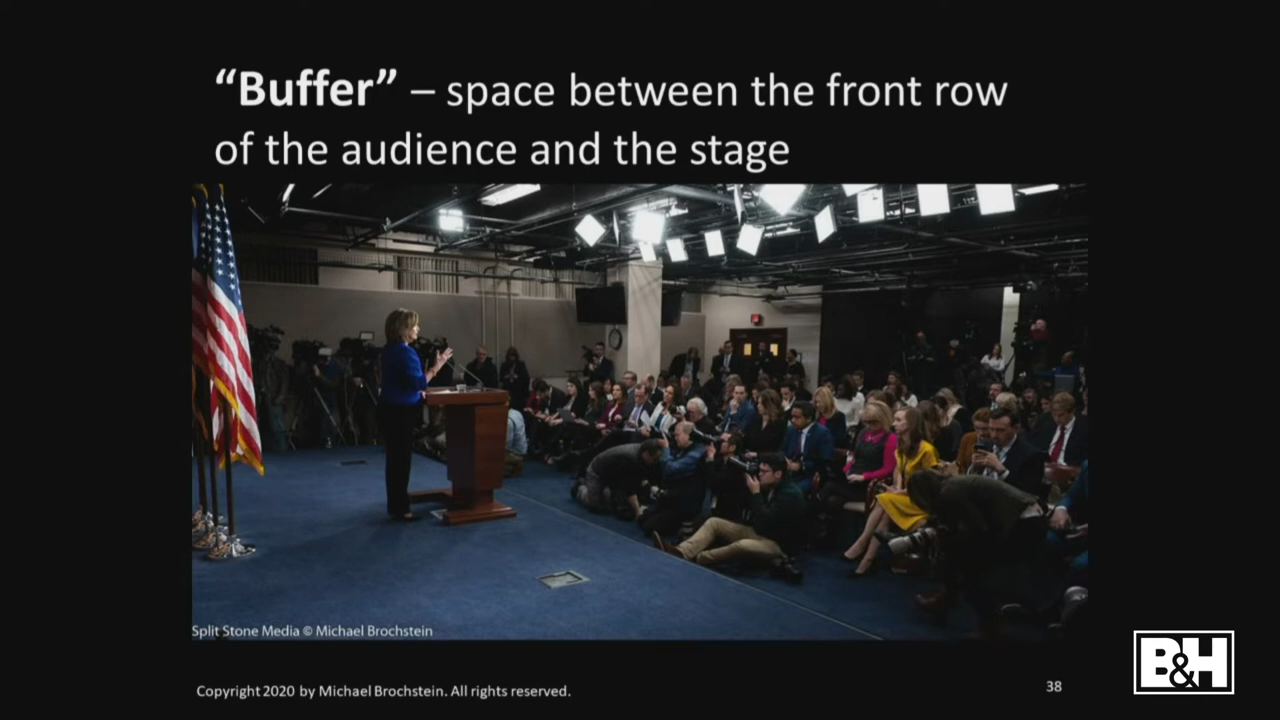 “Buffer” – space between the front row
of the audience and the stage
Split Stone Media © Michael Brochstein
Copyright 2020 by Michael Brochstein. All rights reserved.
38
B&H